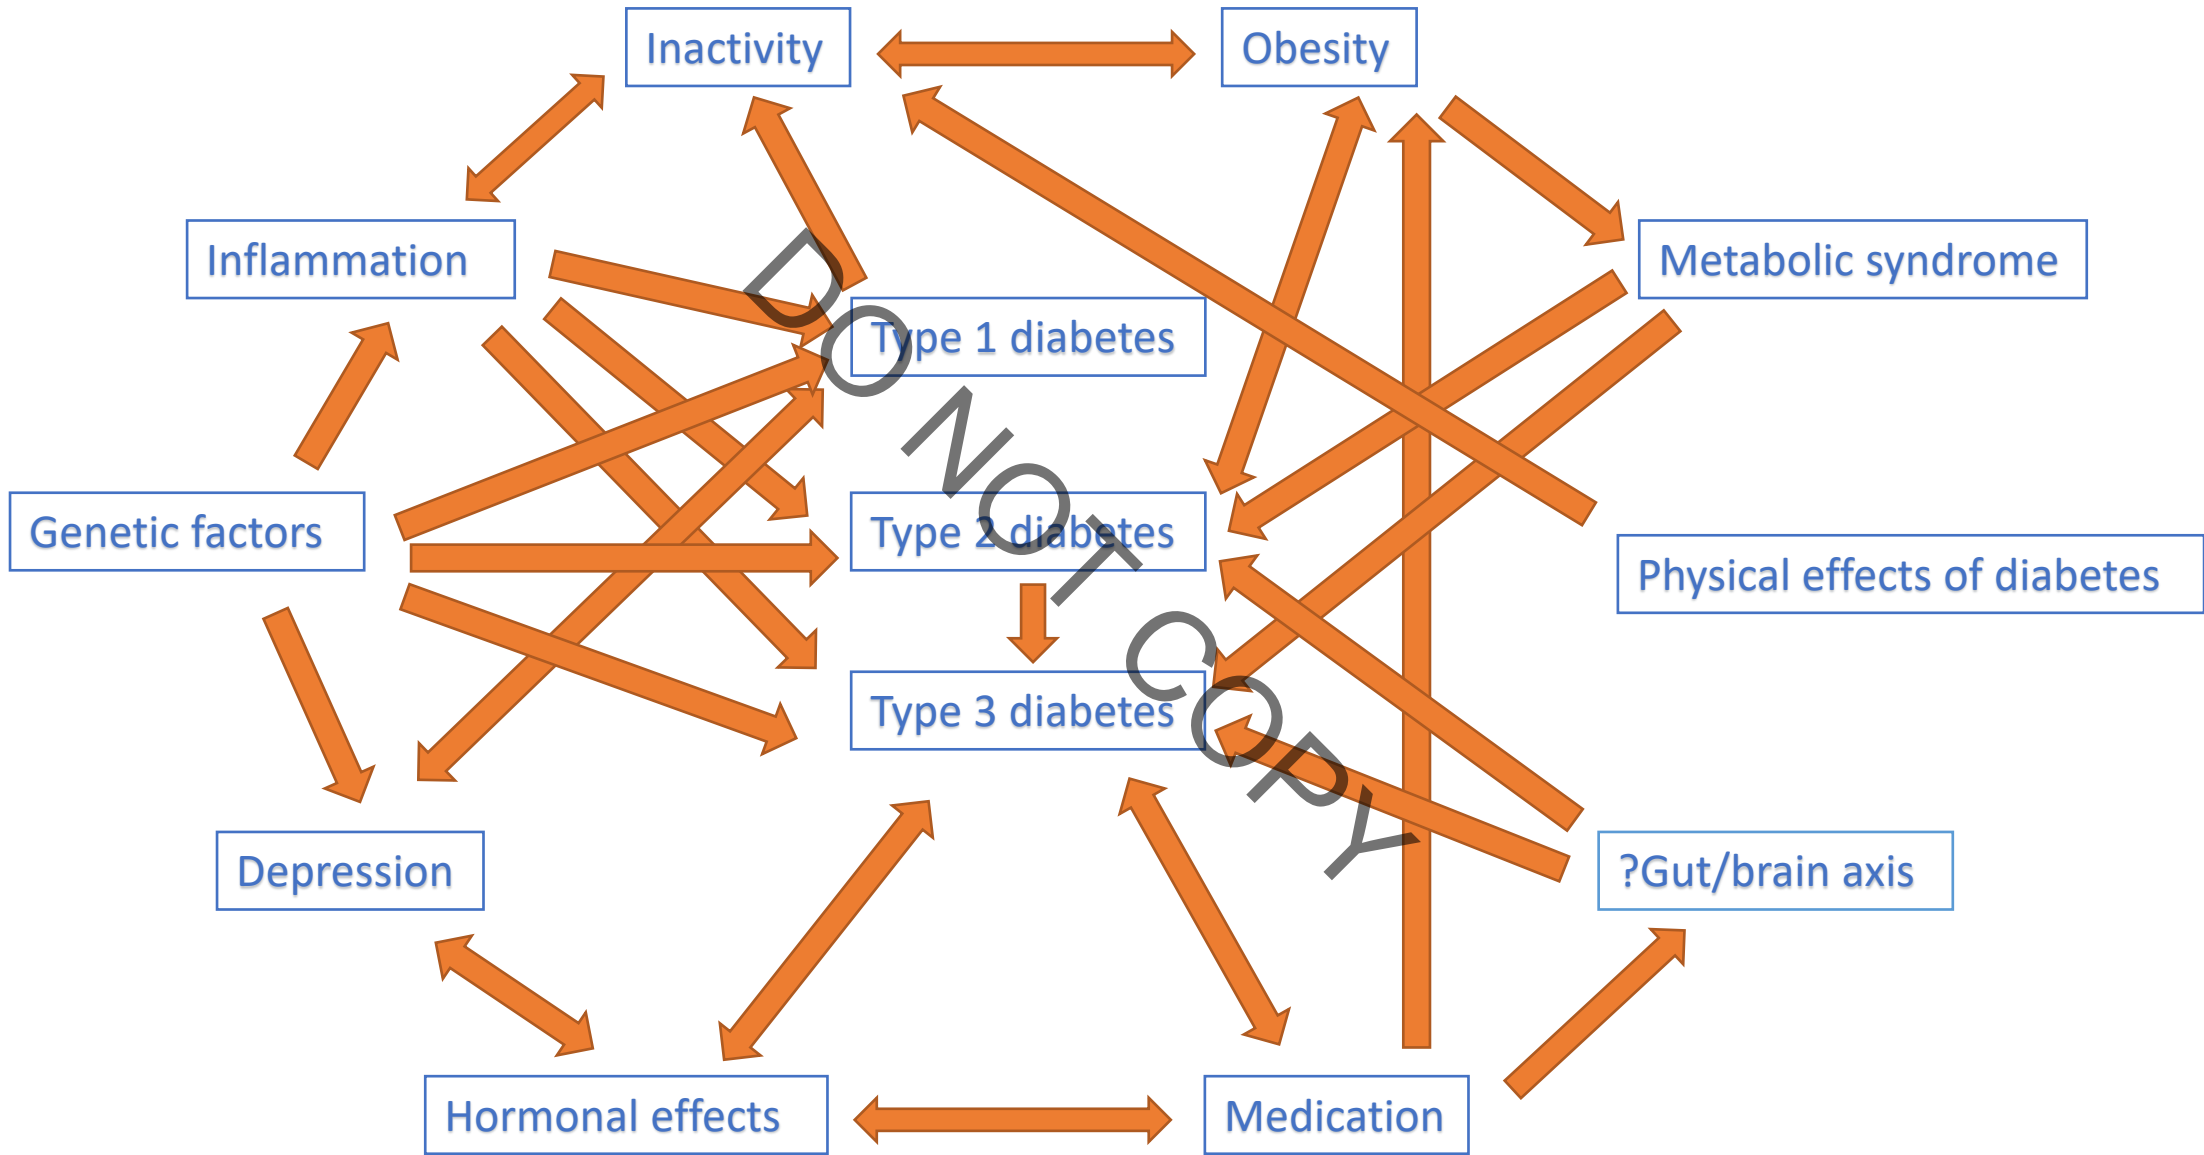 Inactivity
Obesity
Inflammation
Metabolic syndrome
Type 1 diabetes
Genetic factors
Type 2 diabetes
Physical effects of diabetes
Type 3 diabetes
Depression
?Gut/brain axis
Hormonal effects
Medication
DO NOT COPY